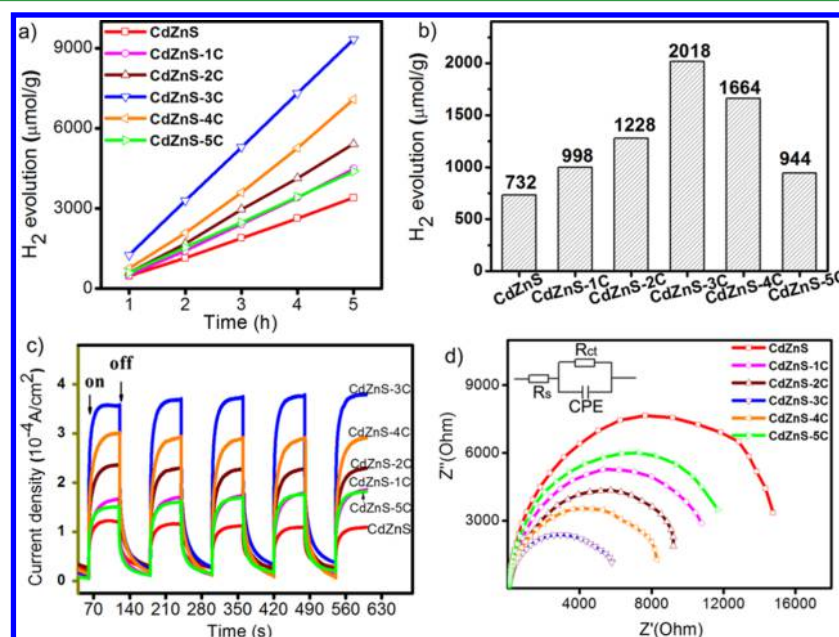 a)
H2 evolution (μmol/g)
9000
6000
3000
0
CdZnS
CdZnS-1C
CdZnS-2C
CdZnS-3C
CdZnS-4C
CdZnS-5C
1 2 3 4 5
Time (h)
b)
H2 evolution (μmol/g)
2000
1500
1000
500
0
732
998
1228
2018
1664
944
CdZnS CdZnS-1C CdZnS-2C CdZnS-3C CdZnS-4C CdZnS-5C
c)
Current density (10-4A/cm2)
4
3
2
1
0
on off
CdZnS-3C
CdZnS-4C
CdZnS-2C
CdZnS-1C
CdZnS-5C
CdZnS
70 140 210 280 350 420 490 560 630
Time (s)
d)
Z''(Ohm)
9000
6000
3000
Rct
Rs
CPE
CdZnS
CdZnS-1C
CdZnS-2C
CdZnS-3C
CdZnS-4C
CdZnS-5C
4000 8000 12000 16000
Z'(Ohm)